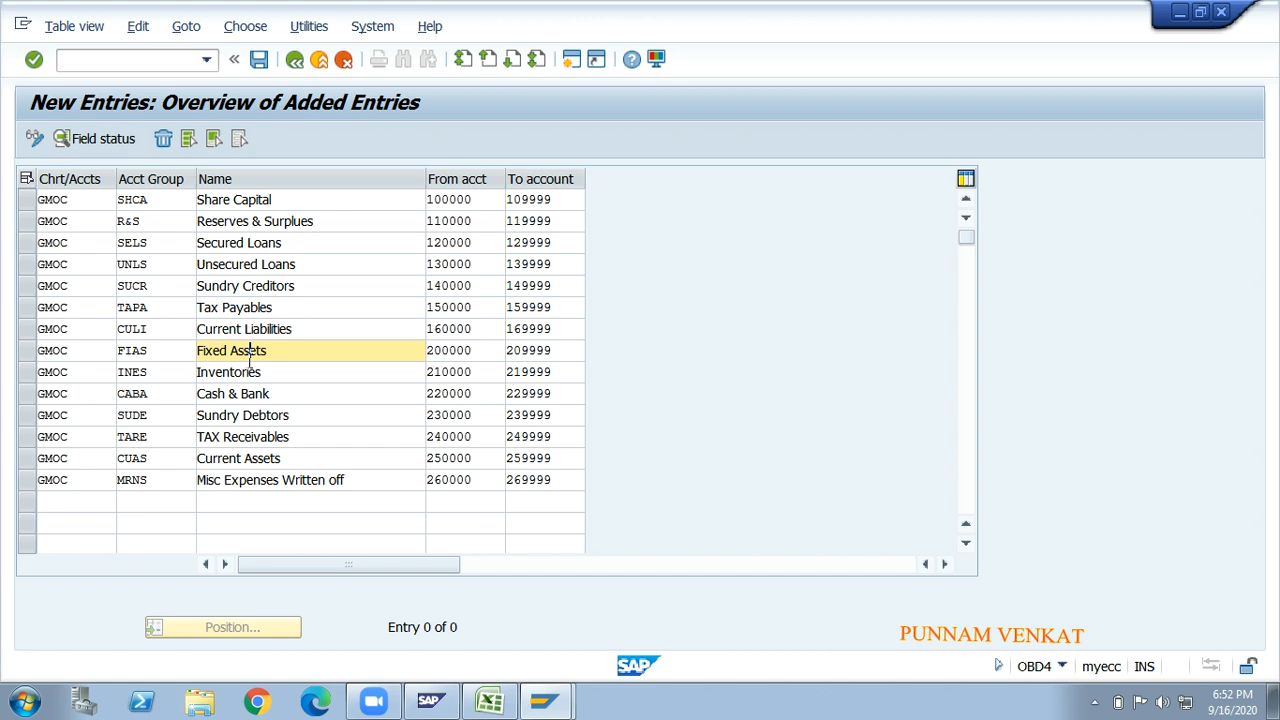 Table view Edit Goto Choose Utilities System Help
New Entries: Overview of Added Entries
Field status
Chrt/Accts Acct Group Name From acct To account
GMOC SHCA Share Capital 100000 109999
GMOC R&S Reserves & Surplues 110000 119999
GMOC SELS Secured Loans 120000 129999
GMOC UNLS Unsecured Loans 130000 139999
GMOC SUCR Sundry Creditors 140000 149999
GMOC TAPA Tax Payables 150000 159999
GMOC CULI Current Liabilities 160000 169999
GMOC FIAS Fixed Assets 200000 209999
GMOC INES Inventories 210000 219999
GMOC CABA Cash & Bank 220000 229999
GMOC SUDE Sundry Debtors 230000 239999
GMOC TARE TAX Receivables 240000 249999
GMOC CUAS Current Assets 250000 259999
GMOC MRNS Misc Expenses Written off 260000 269999
Position... Entry 0 of 0
PUNNAM VENKAT
SAP OBD4 myecc INS
SAP
6:52 PM
9/16/2020